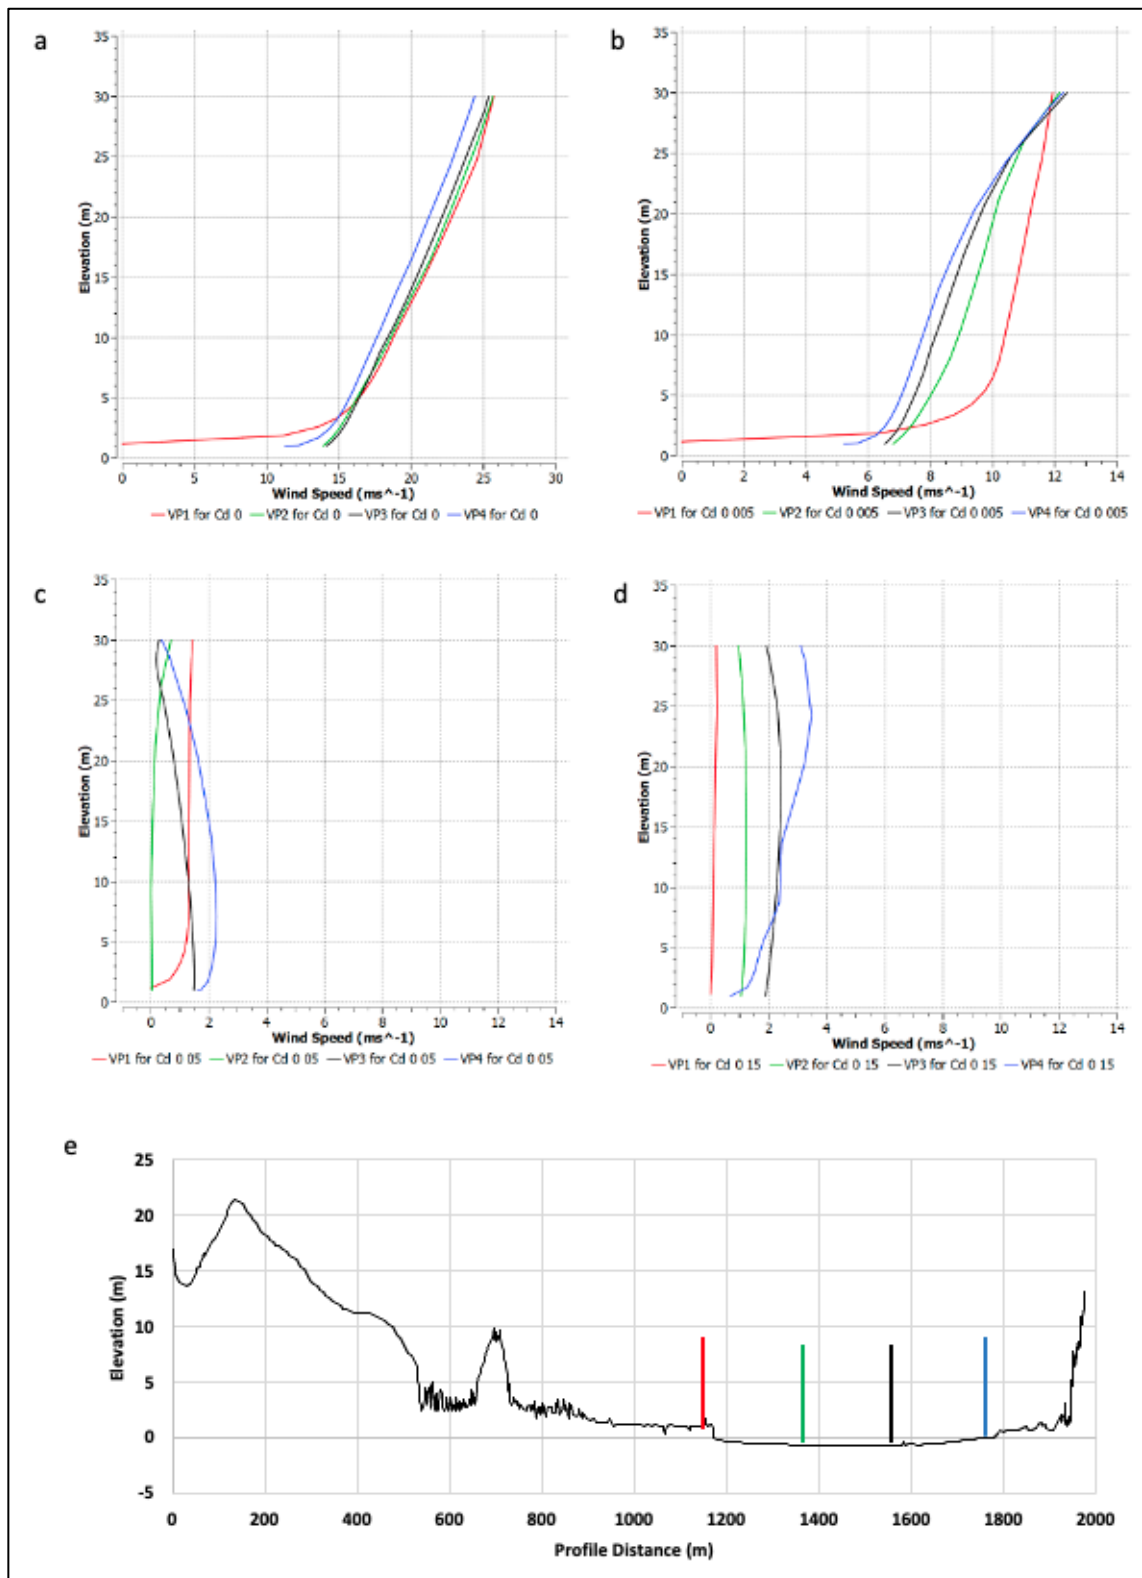 a
35
30
25
20
15
10
5
0
Elevation (m)
0 5 10 15 20 25 30
Wind Speed (ms^-1)
VP1 for Cd 0 VP2 for Cd 0 VP3 for Cd 0 VP4 for Cd 0
b
35
30
25
20
15
10
5
0
Elevation (m)
0 2 4 6 8 10 12 14
Wind Speed (ms^-1)
VP1 for Cd 0 005 VP2 for Cd 0 005 VP3 for Cd 0 005 VP4 for Cd 0 005
c
35
30
25
20
15
10
5
0
Elevation (m)
0 2 4 6 8 10 12 14
Wind Speed (ms^-1)
VP1 for Cd 0 05 VP2 for Cd 0 05 VP3 for Cd 0 05 VP4 for Cd 0 05
d
35
30
25
20
15
10
5
0
Elevation (m)
0 2 4 6 8 10 12 14
Wind Speed (ms^-1)
VP1 for Cd 0 15 VP2 for Cd 0 15 VP3 for Cd 0 15 VP4 for Cd 0 15
e
25
20
15
10
5
0
-5
Elevation (m)
0 200 400 600 800 1000 1200 1400 1600 1800 2000
Profile Distance (m)